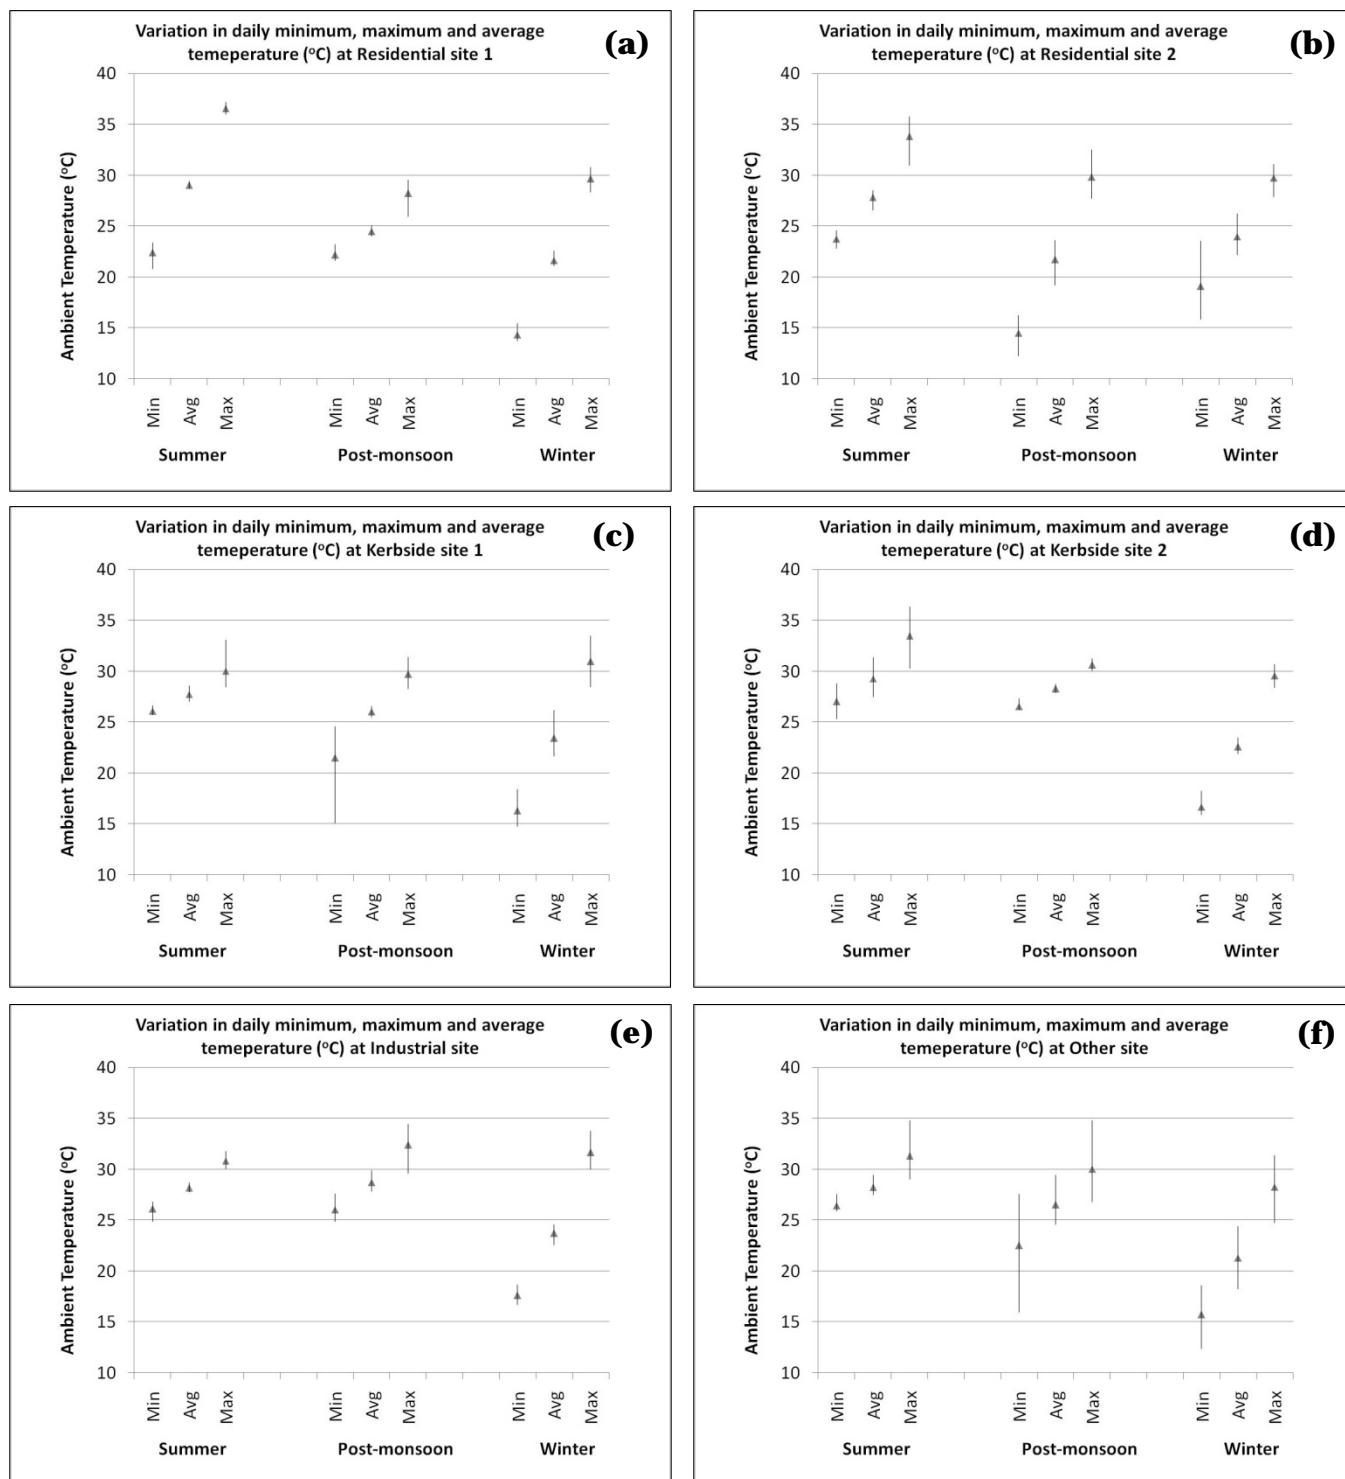 Variation in daily minimum, maximum and average
temeperature (°C) at Residential site 1
(a)
40
35
30
25
20
15
10
Ambient Temperature (°C)
Min
Avg
Max
Min
Avg
Max
Min
Avg
Max
Summer
Post-monsoon
Winter
Variation in daily minimum, maximum and average
temeperature (°C) at Residential site 2
(b)
40
35
30
25
20
15
10
Ambient Temperature (°C)
Min
Avg
Max
Min
Avg
Max
Min
Avg
Max
Summer
Post-monsoon
Winter
Variation in daily minimum, maximum and average
temeperature (°C) at Kerbside site 1
(c)
40
35
30
25
20
15
10
Ambient Temperature (°C)
Min
Avg
Max
Min
Avg
Max
Min
Avg
Max
Summer
Post-monsoon
Winter
Variation in daily minimum, maximum and average
temeperature (°C) at Kerbside site 2
(d)
40
35
30
25
20
15
10
Ambient Temperature (°C)
Min
Avg
Max
Min
Avg
Max
Min
Avg
Max
Summer
Post-monsoon
Winter
Variation in daily minimum, maximum and average
temeperature (°C) at Industrial site
(e)
40
35
30
25
20
15
10
Ambient Temperature (°C)
Min
Avg
Max
Min
Avg
Max
Min
Avg
Max
Summer
Post-monsoon
Winter
Variation in daily minimum, maximum and average
temeperature (°C) at Other site
(f)
40
35
30
25
20
15
10
Ambient Temperature (°C)
Min
Avg
Max
Min
Avg
Max
Min
Avg
Max
Summer
Post-monsoon
Winter